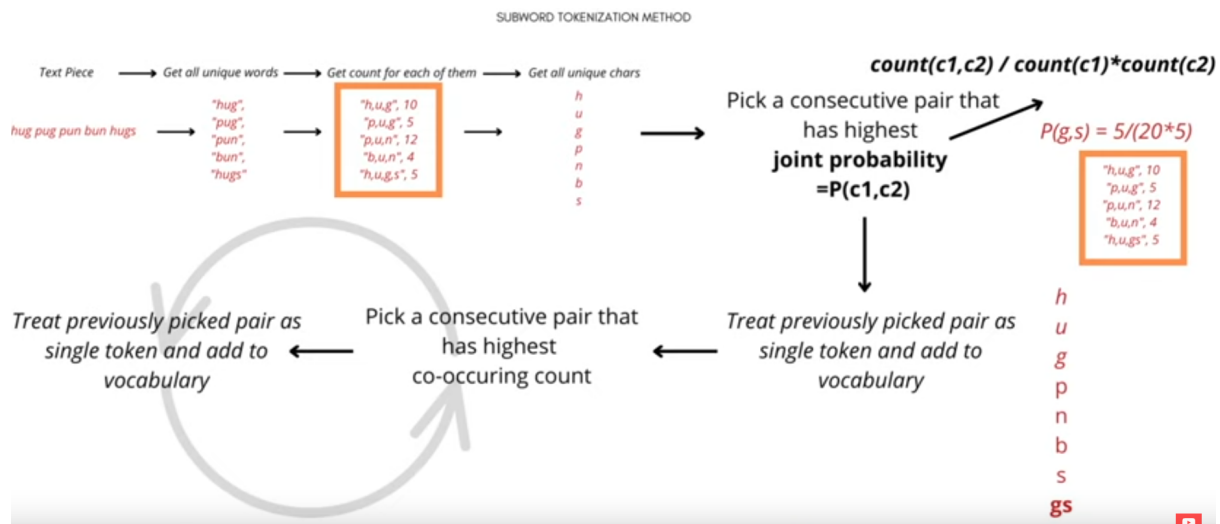 SUBWORD TOKENIZATION METHOD
Text Piece
Get all unique words
Get count for each of them
Get all unique chars
hug pug pun bun hugs
"hug",
"pug",
"pun",
"bun",
"hugs"
"h,u,g", 10
"p,u,g", 5
"p,u,n", 12
"b,u,n", 4
"h,u,g,s", 5
h
u
g
p
n
b
s
Pick a consecutive pair that
has highest
joint probability
=P(c1,c2)
count(c1,c2) / count(c1)*count(c2)
P(g,s) = 5/(20*5)
"h,u,g", 10
"p,u,g", 5
"p,u,n", 12
"b,u,n", 4
"h,u,gs", 5
Treat previously picked pair as
single token and add to
vocabulary
Pick a consecutive pair that
has highest
co-occuring count
Treat previously picked pair as
single token and add to
vocabulary
h
u
g
p
n
b
s
gs